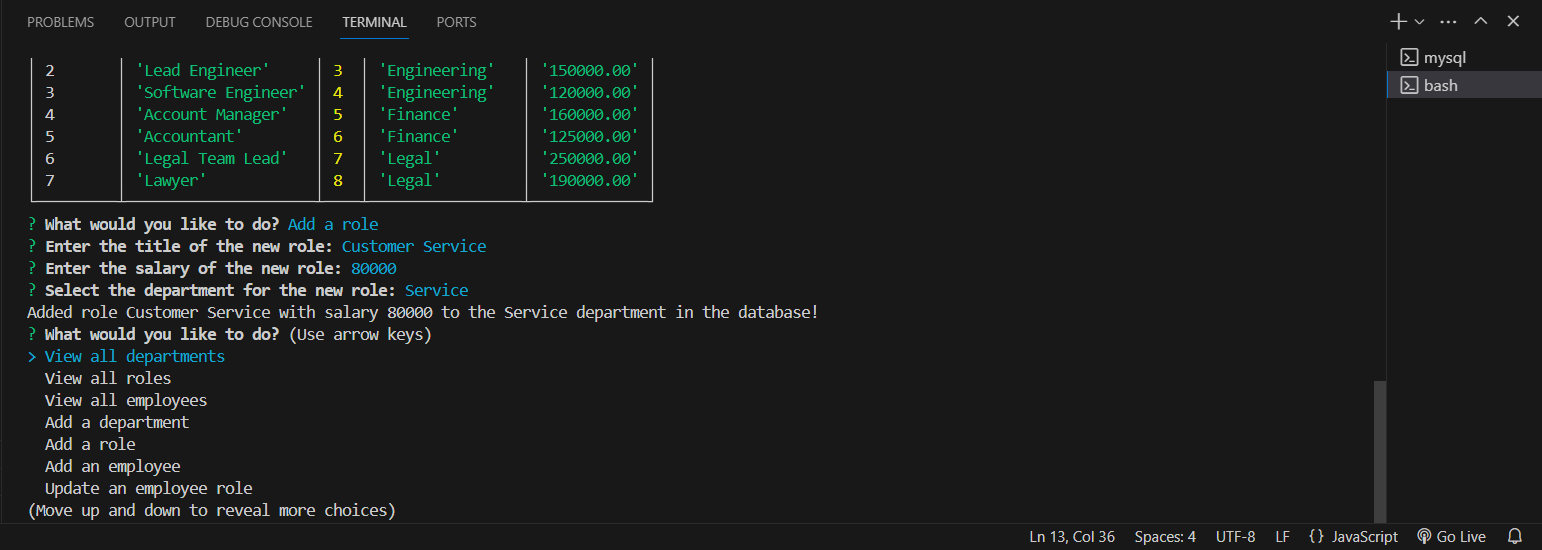 PROBLEMS OUTPUT DEBUG CONSOLE TERMINAL PORTS
mysql
bash
2 'Lead Engineer' 3 'Engineering' '150000.00'
3 'Software Engineer' 4 'Engineering' '120000.00'
4 'Account Manager' 5 'Finance' '160000.00'
5 'Accountant' 6 'Finance' '125000.00'
6 'Legal Team Lead' 7 'Legal' '250000.00'
7 'Lawyer' 8 'Legal' '190000.00'
? What would you like to do? Add a role
? Enter the title of the new role: Customer Service
? Enter the salary of the new role: 80000
? Select the department for the new role: Service
Added role Customer Service with salary 80000 to the Service department in the database!
? What would you like to do? (Use arrow keys)
> View all departments
View all roles
View all employees
Add a department
Add a role
Add an employee
Update an employee role
(Move up and down to reveal more choices)
Ln 13, Col 36 Spaces: 4 UTF-8 LF {} JavaScript Go Live